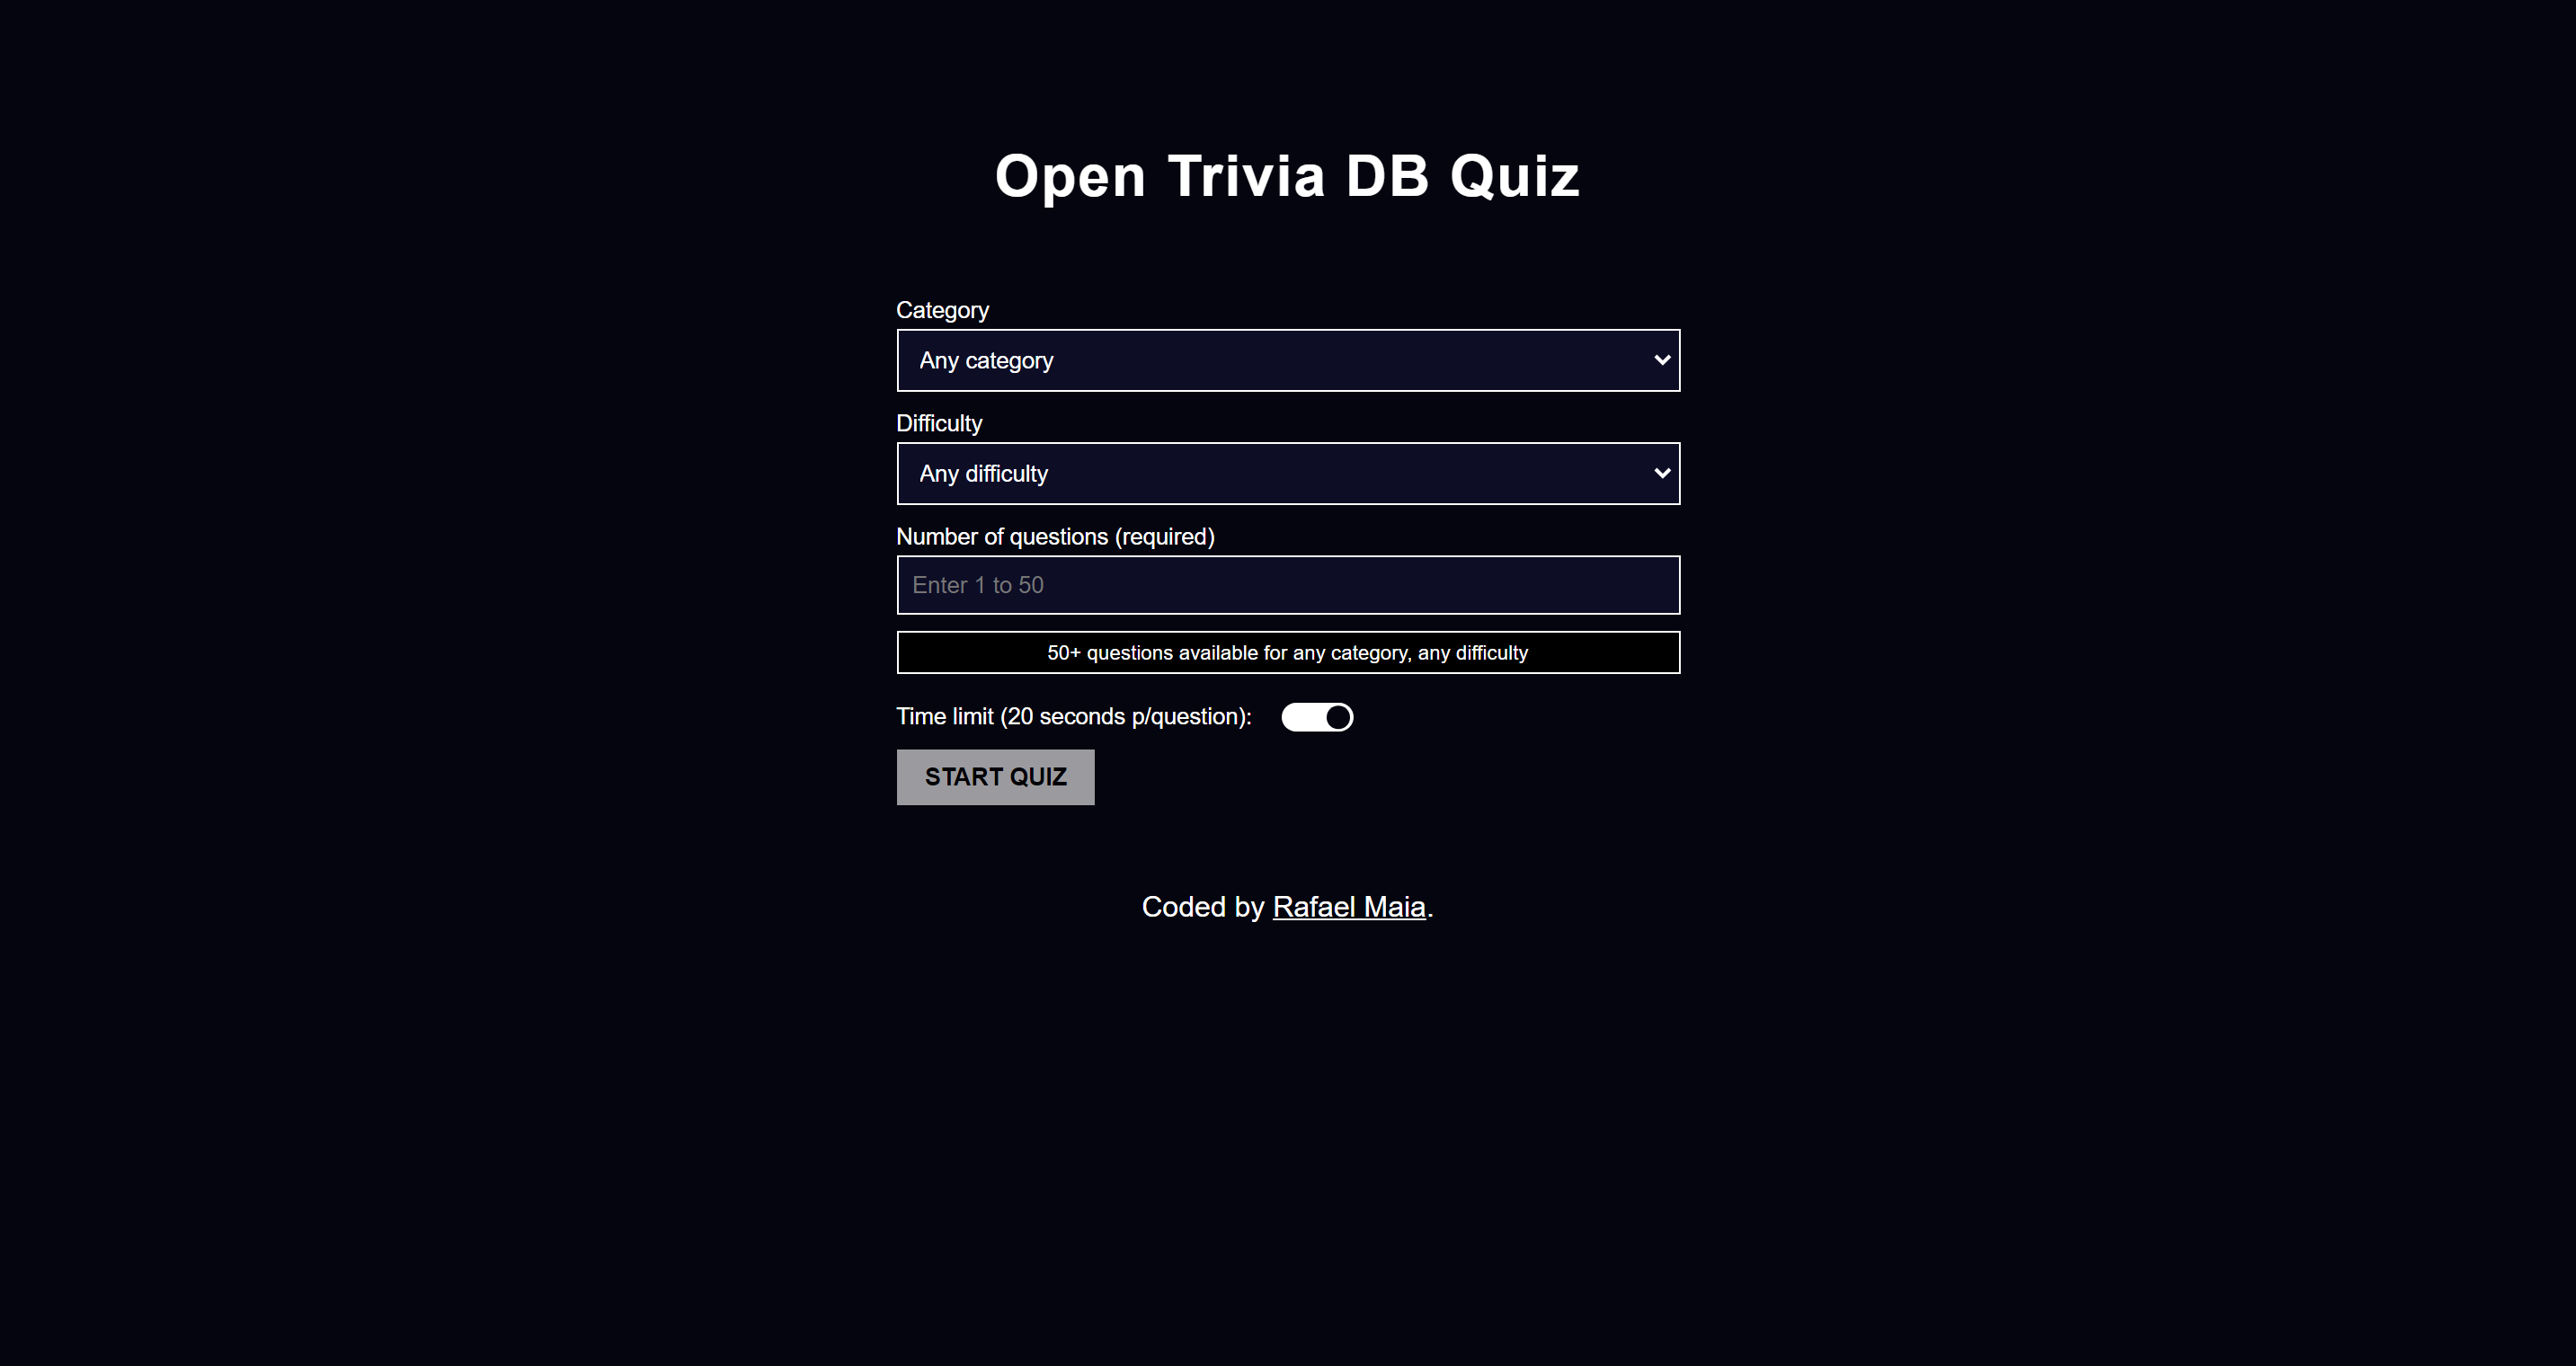 Open Trivia DB Quiz
Category
Any category
Difficulty
Any difficulty
Number of questions (required)
Enter 1 to 50
50+ questions available for any category, any difficulty
Time limit (20 seconds p/question):
START QUIZ
Coded by Rafael Maia.